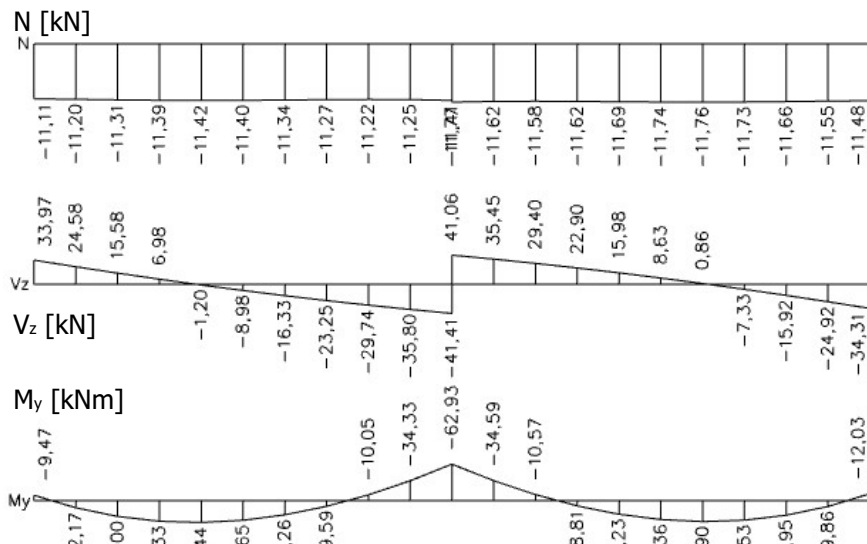 N [kN]
N
-11,11 -11,20 -11,31 -11,39 -11,42 -11,40 -11,34 -11,27 -11,22 -11,25 -11,62 -11,58 -11,62 -11,69 -11,74 -11,76 -11,73 -11,66 -11,55 -11,48
33,97 24,58 15,58 6,98 41,06 35,45 29,40 22,90 15,98 8,63 0,86
Vz
-1,20 -8,98 -16,33 -23,25 -29,74 -35,80 -41,41 -7,33 -15,92 -24,92 -34,31
Vz [kN]
My [kNm]
-9,47 -10,05 -34,33 -62,93 -34,59 -10,57 -12,03
My